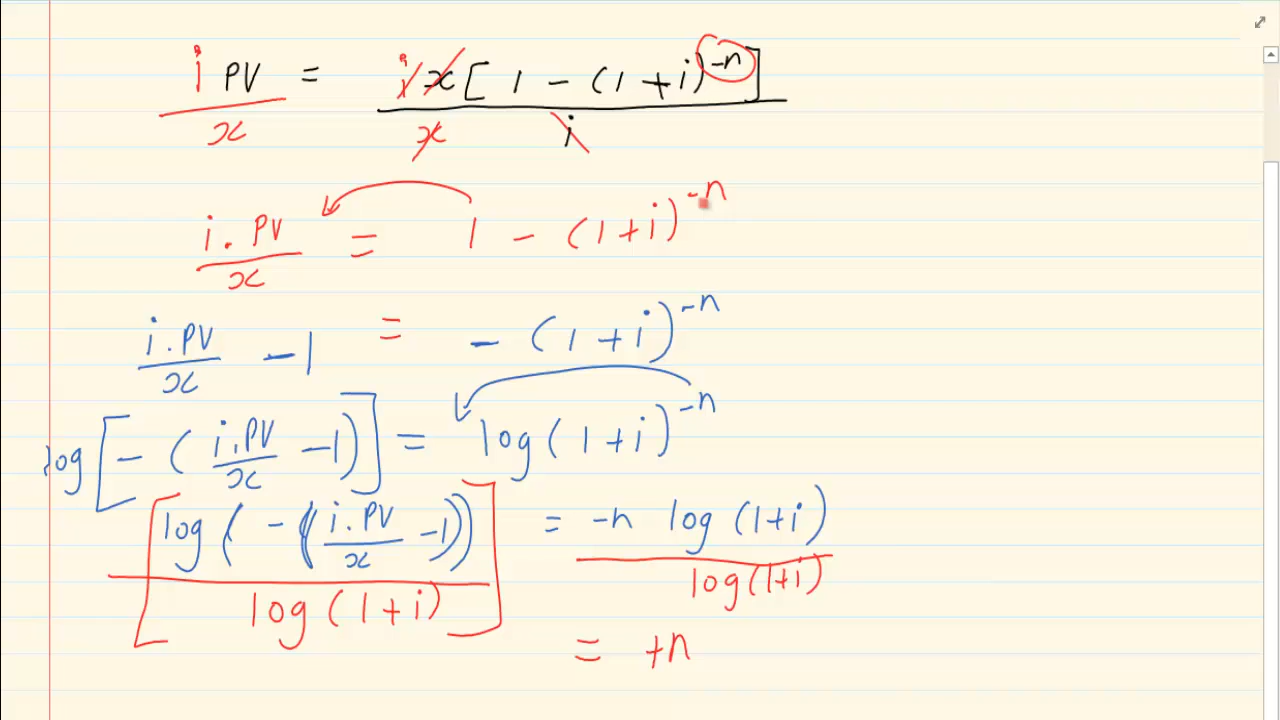 i PV / x = i x [ 1 - (1+i)^-n ] / x i
i . PV / x = 1 - (1+i)^-n
i . PV / x - 1 = - (1+i)^-n
log [ - ( i.PV / x - 1 ) ] = log (1+i)^-n
[ log ( - ( i.PV / x - 1 ) ) / log (1+i) ] = -n log (1+i) / log (1+i)
= +n